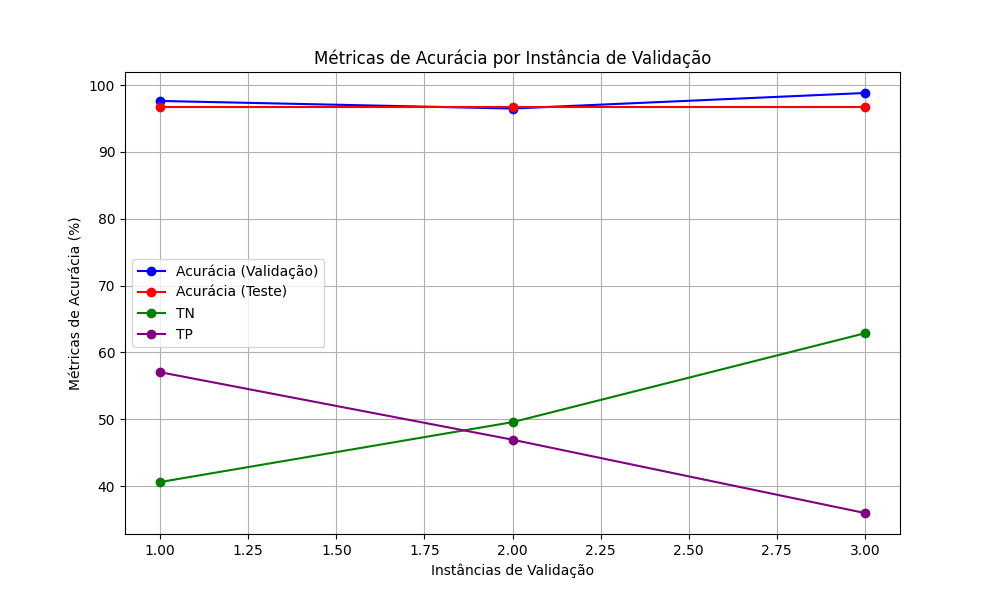 Métricas de Acurácia por Instância de Validação
Métricas de Acurácia (%)
100
90
80
70
60
50
40
Acurácia (Validação)
Acurácia (Teste)
TN
TP
1.00 1.25 1.50 1.75 2.00 2.25 2.50 2.75 3.00
Instâncias de Validação